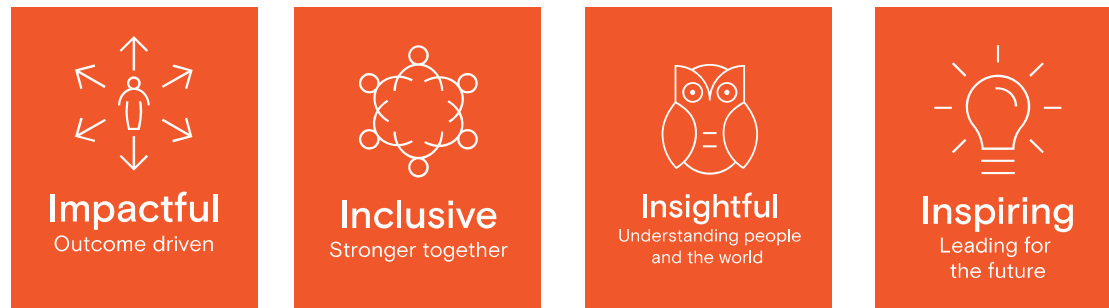 Impactful
Outcome driven
Inclusive
Stronger together
Insightful
Understanding people
and the world
Inspiring
Leading for
the future